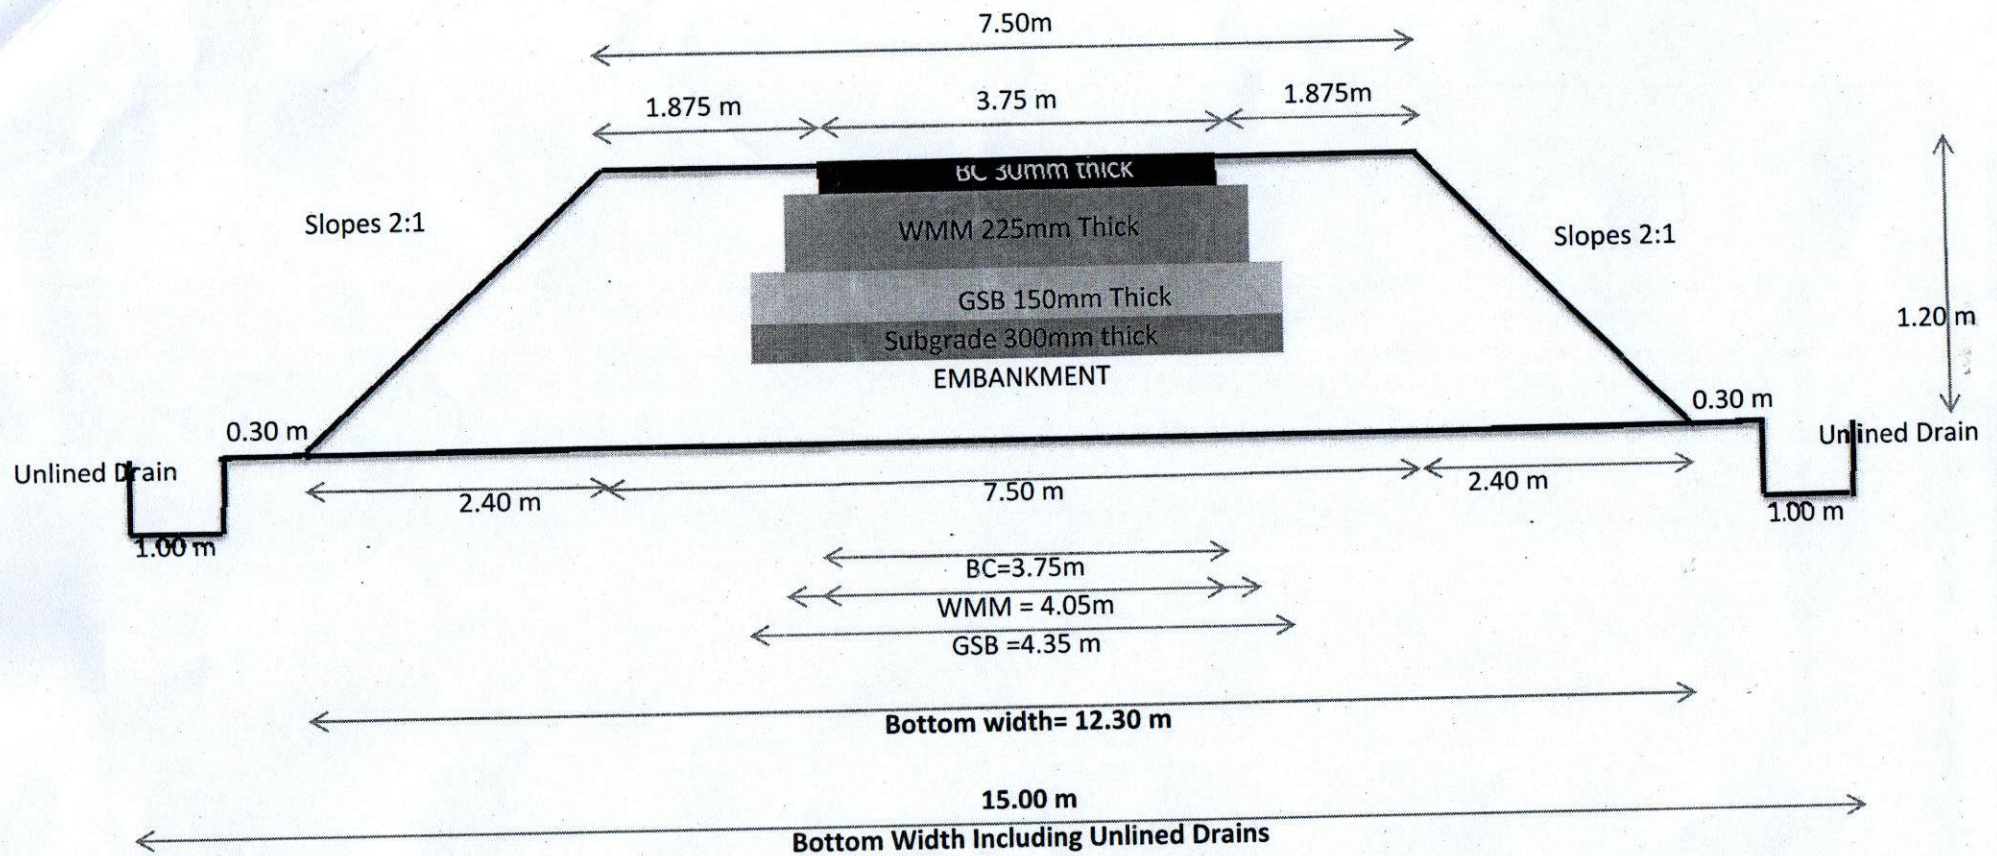 7.50m
1.875 m
3.75 m
1.875m
BC 30mm thick
Slopes 2:1
WMM 225mm Thick
Slopes 2:1
GSB 150mm Thick
1.20 m
Subgrade 300mm thick
EMBANKMENT
0.30 m
0.30 m
Unlined Drain
Unlined Drain
2.40 m
7.50 m
2.40 m
1.00 m
1.00 m
BC=3.75m
WMM = 4.05m
GSB =4.35 m
Bottom width= 12.30 m
15.00 m
Bottom Width Including Unlined Drains